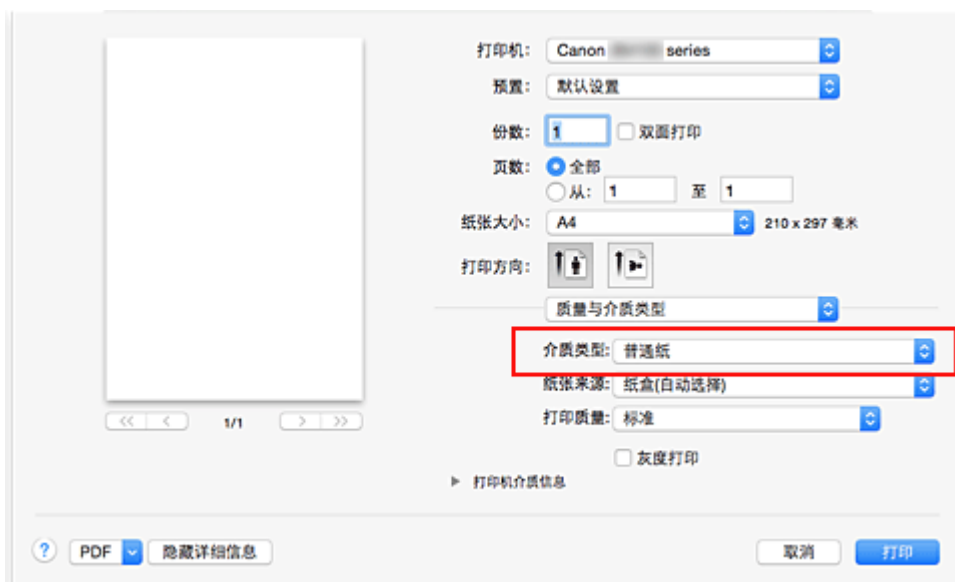 打印机: Canon series
预置: 默认设置
份数: 1 双面打印
页数: 全部
从: 1 至 1
纸张大小: A4 210 x 297 毫米
打印方向:
质量与介质类型
介质类型: 普通纸
纸张来源: 纸盒(自动选择)
打印质量: 标准
灰度打印
打印机介质信息
<< < 1/1 > >>
? PDF 隐藏详细信息 取消 打印